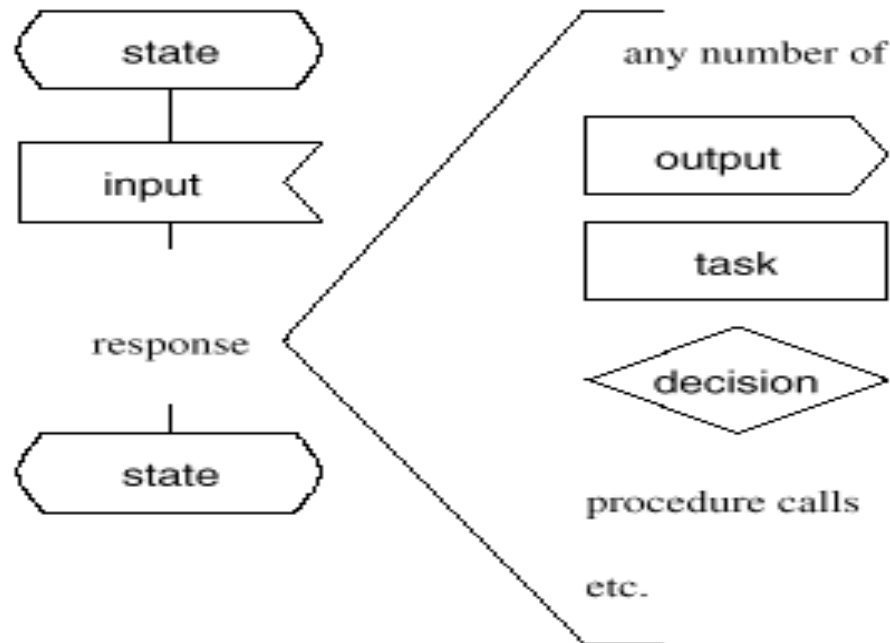 state
input
response
state
any number of
output
task
decision
procedure calls
etc.